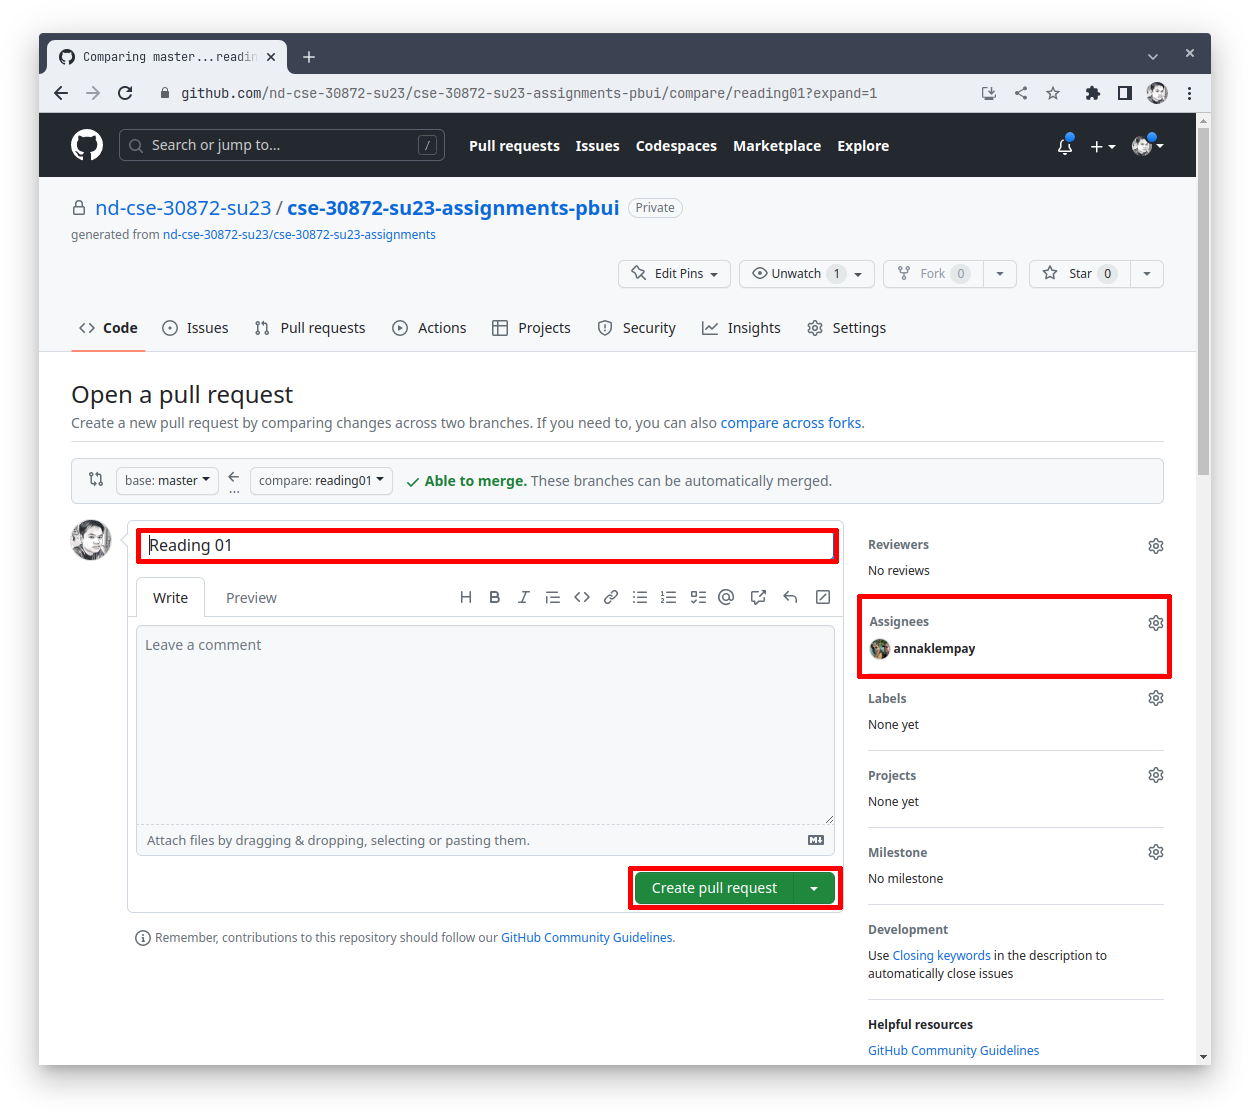 Comparing master...readin
github.com/nd-cse-30872-su23/cse-30872-su23-assignments-pbui/compare/reading01?expand=1
Search or jump to... /
Pull requests Issues Codespaces Marketplace Explore
nd-cse-30872-su23 / cse-30872-su23-assignments-pbui Private
generated from nd-cse-30872-su23/cse-30872-su23-assignments
Edit Pins Unwatch 1 Fork 0 Star 0
Code Issues Pull requests Actions Projects Security Insights Settings
Open a pull request
Create a new pull request by comparing changes across two branches. If you need to, you can also compare across forks.
base: master ... compare: reading01 Able to merge. These branches can be automatically merged.
Reading 01
Write Preview
Leave a comment
Attach files by dragging & dropping, selecting or pasting them.
Create pull request
Remember, contributions to this repository should follow our GitHub Community Guidelines.
Reviewers
No reviews
Assignees
annaklempay
Labels
None yet
Projects
None yet
Milestone
No milestone
Development
Use Closing keywords in the description to
automatically close issues
Helpful resources
GitHub Community Guidelines